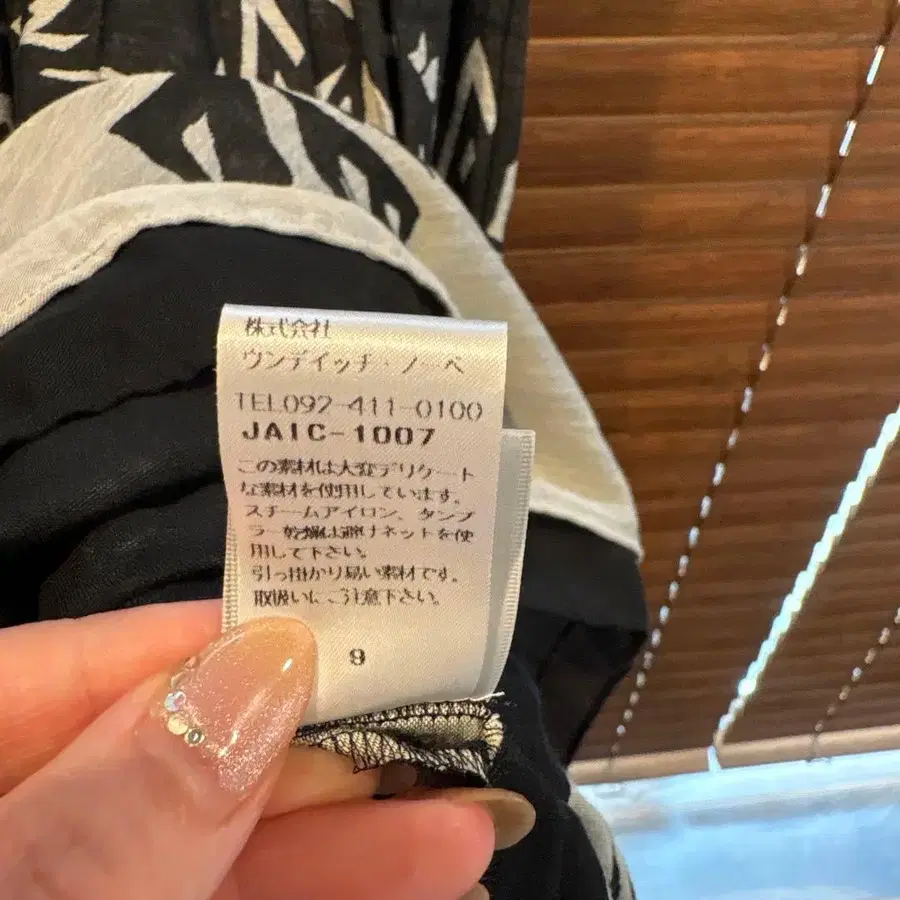 株式会社
ウンデイッチ・ノーベ
TEL092-411-0100
JAIC-1007
この素材は大変デリケート
な素材を使用しています。
スチームアイロン、タンブ
ラー乾燥は避けネットを使
用して下さい。
引っ掛かり易い素材です。
取扱いにご注意下さい。
9